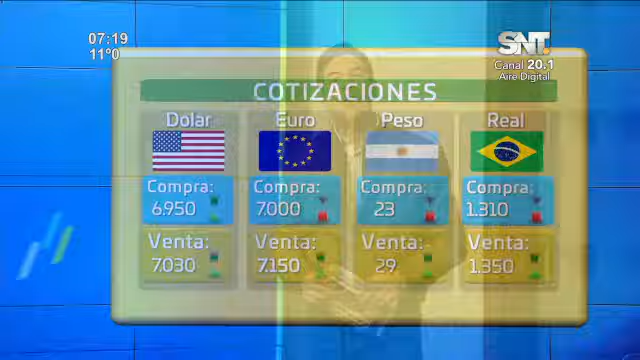 07:19
11°
SNT
Canal 20.1
Aire Digital
COTIZACIONES
Dolar Euro Peso Real
Compra: Compra: Compra: Compra:
6.950 7.000 23 1.310
Venta: Venta: Venta: Venta:
7.030 7.150 29 1.350